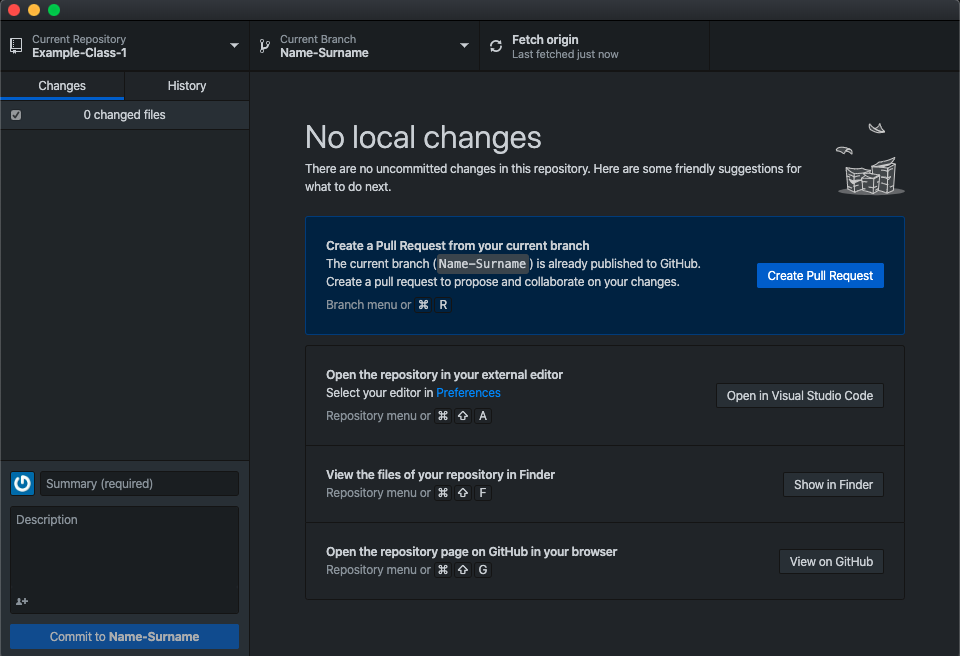 Current Repository
Example-Class-1
Current Branch
Name-Surname
Fetch origin
Last fetched just now
Changes
History
0 changed files
No local changes
There are no uncommitted changes in this repository. Here are some friendly suggestions for
what to do next.
Create a Pull Request from your current branch
The current branch (Name-Surname) is already published to GitHub.
Create a pull request to propose and collaborate on your changes.
Branch menu or ⌘ R
Create Pull Request
Open the repository in your external editor
Select your editor in Preferences
Repository menu or ⌘ ⇧ A
Open in Visual Studio Code
View the files of your repository in Finder
Repository menu or ⌘ ⇧ F
Show in Finder
Open the repository page on GitHub in your browser
Repository menu or ⌘ ⇧ G
View on GitHub
Summary (required)
Description
Commit to Name-Surname